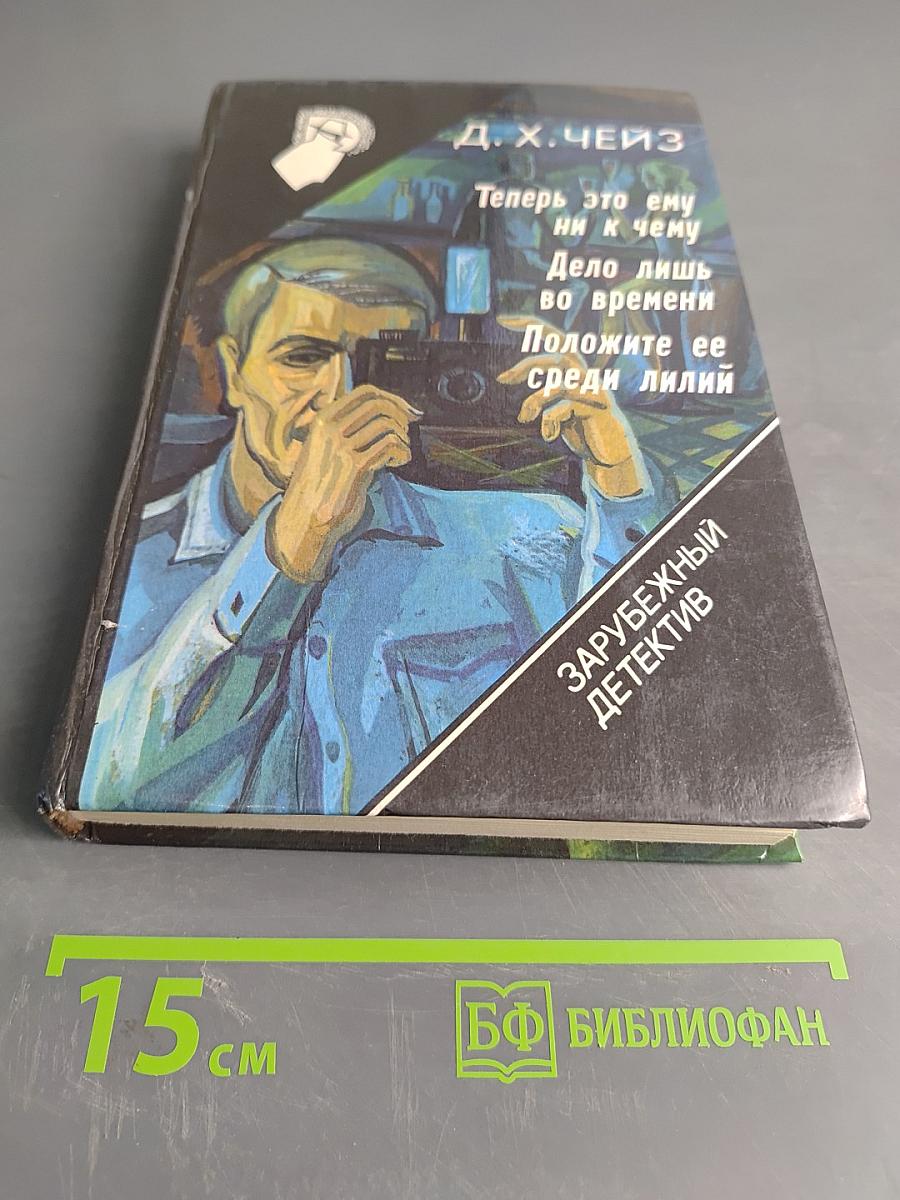 Д. Х. ЧЕЙЗ
Теперь это ему
ни к чему
Дело лишь
во времени
Положите ее
среди лилий
ЗАРУБЕЖНЫЙ
ДЕТЕКТИВ
15 см
БФ БИБЛИОФАН